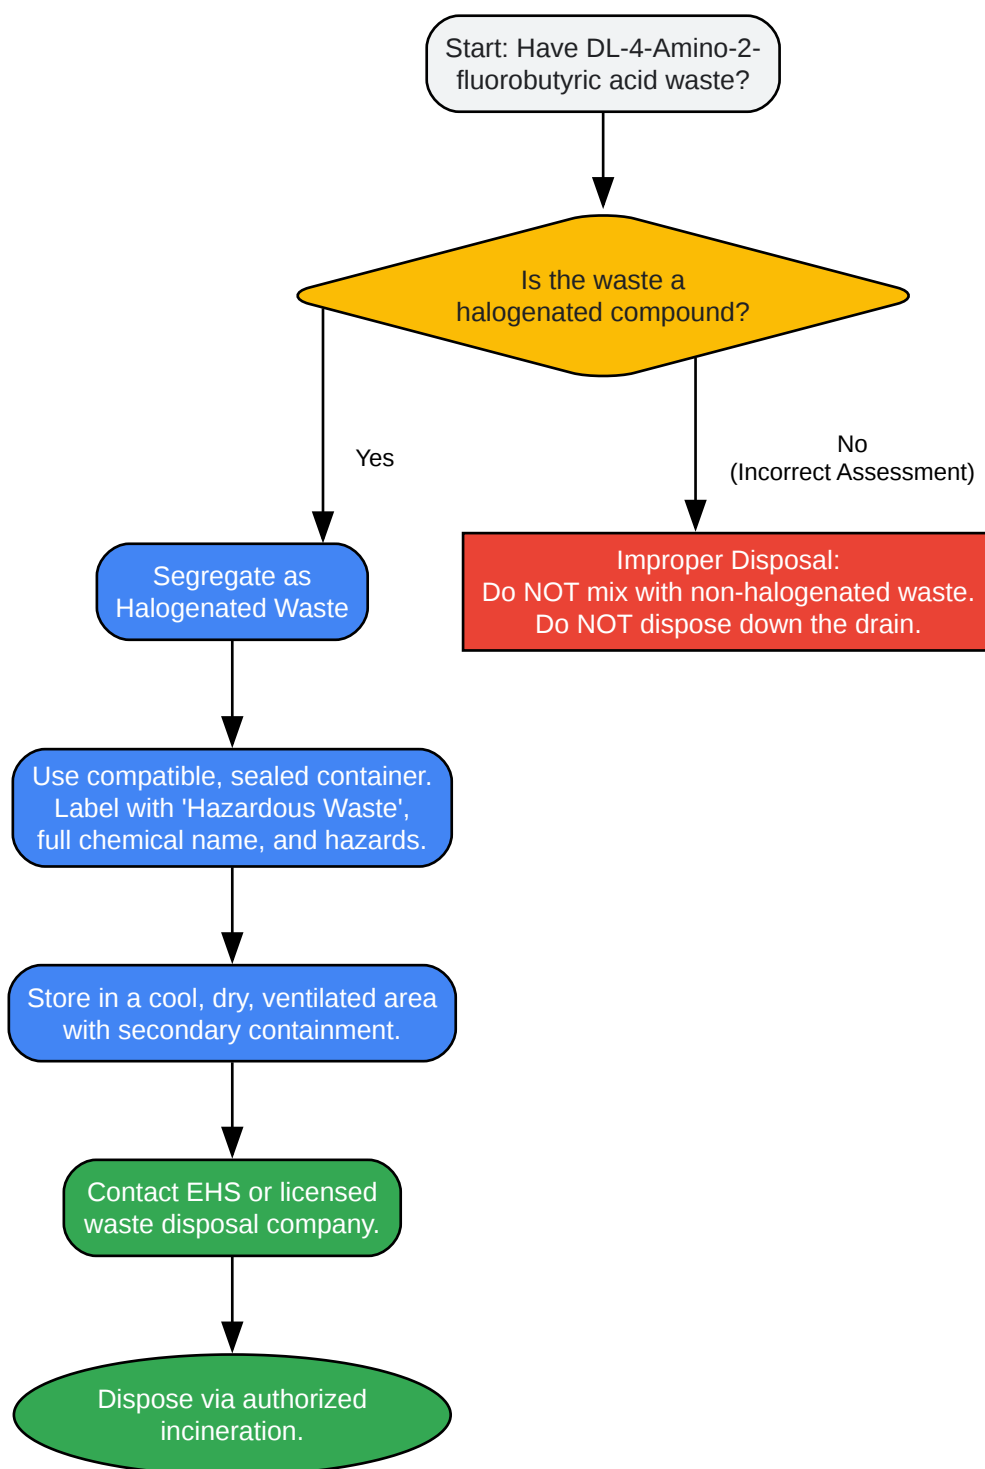 Start: Have DL-4-Amino-2-
fluorobutyric acid waste?
Is the waste a
halogenated compound?
Yes
No
(Incorrect Assessment)
Segregate as
Halogenated Waste
Improper Disposal:
Do NOT mix with non-halogenated waste.
Do NOT dispose down the drain.
Use compatible, sealed container.
Label with 'Hazardous Waste',
full chemical name, and hazards.
Store in a cool, dry, ventilated area
with secondary containment.
Contact EHS or licensed
waste disposal company.
Dispose via authorized
incineration.